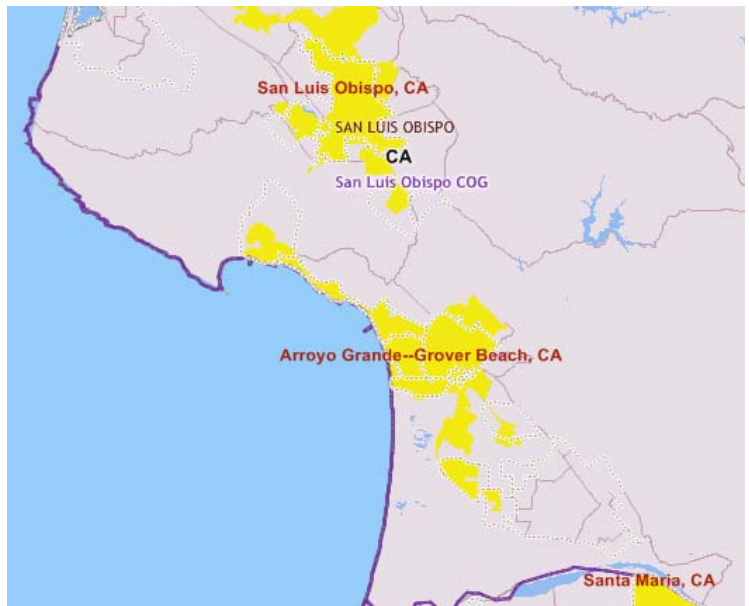 San Luis Obispo, CA
SAN LUIS OBISPO
CA
San Luis Obispo COG
Arroyo Grande--Grover Beach, CA
Santa Maria, CA